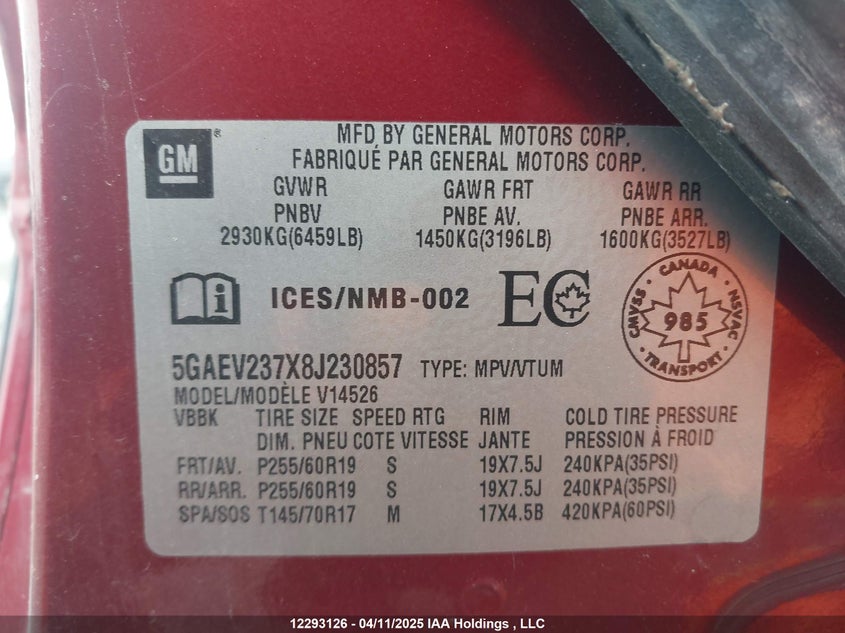 GM®
MFD BY GENERAL MOTORS CORP.
FABRIQUÉ PAR GENERAL MOTORS CORP.
GVWR GAWR FRT GAWR RR
PNBV PNBE AV. PNBE ARR.
2930KG(6459LB) 1450KG(3196LB) 1600KG(3527LB)
i ICES/NMB-002 EC
CANADA
CMVSS 985 NSVAC
TRANSPORT
5GAEV237X8J230857 TYPE: MPV/VTUM
MODEL/MODÈLE V14526
VBBK TIRE SIZE SPEED RTG RIM COLD TIRE PRESSURE
DIM. PNEU COTE VITESSE JANTE PRESSION À FROID
FRT/AV. P255/60R19 S 19X7.5J 240KPA(35PSI)
RR/ARR. P255/60R19 S 19X7.5J 240KPA(35PSI)
SPA/SOS T145/70R17 M 17X4.5B 420KPA(60PSI)
12293126 - 04/11/2025 IAA Holdings , LLC